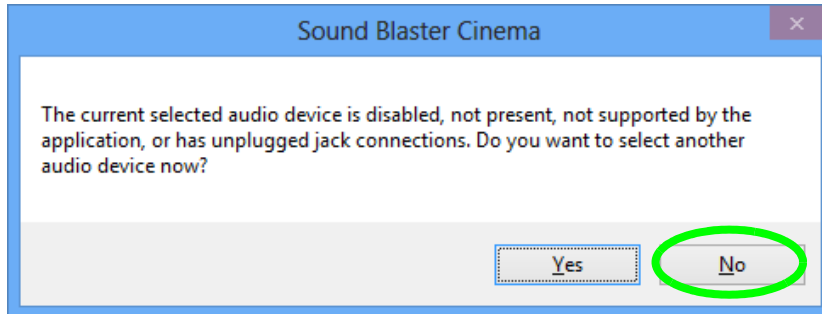 Sound Blaster Cinema
The current selected audio device is disabled, not present, not supported by the
application, or has unplugged jack connections. Do you want to select another
audio device now?
Yes
No